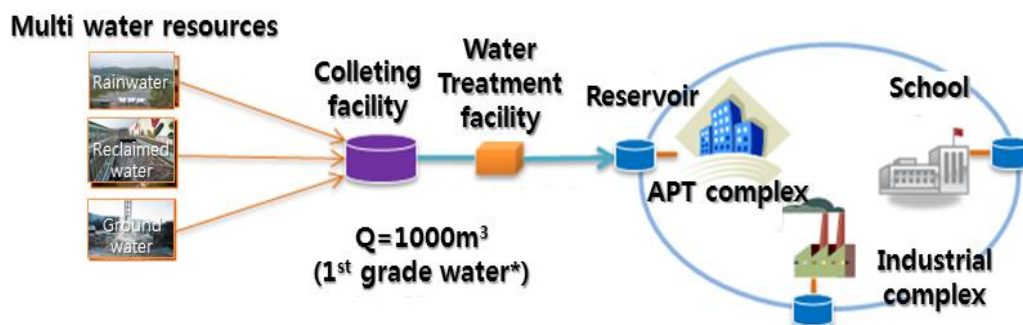 Multi water resources
Rainwater
Reclaimed
water
Ground
water
Colleting
facility
Water
Treatment
facility
Q=1000m³
(1st grade water*)
Reservoir
APT complex
School
Industrial
complex